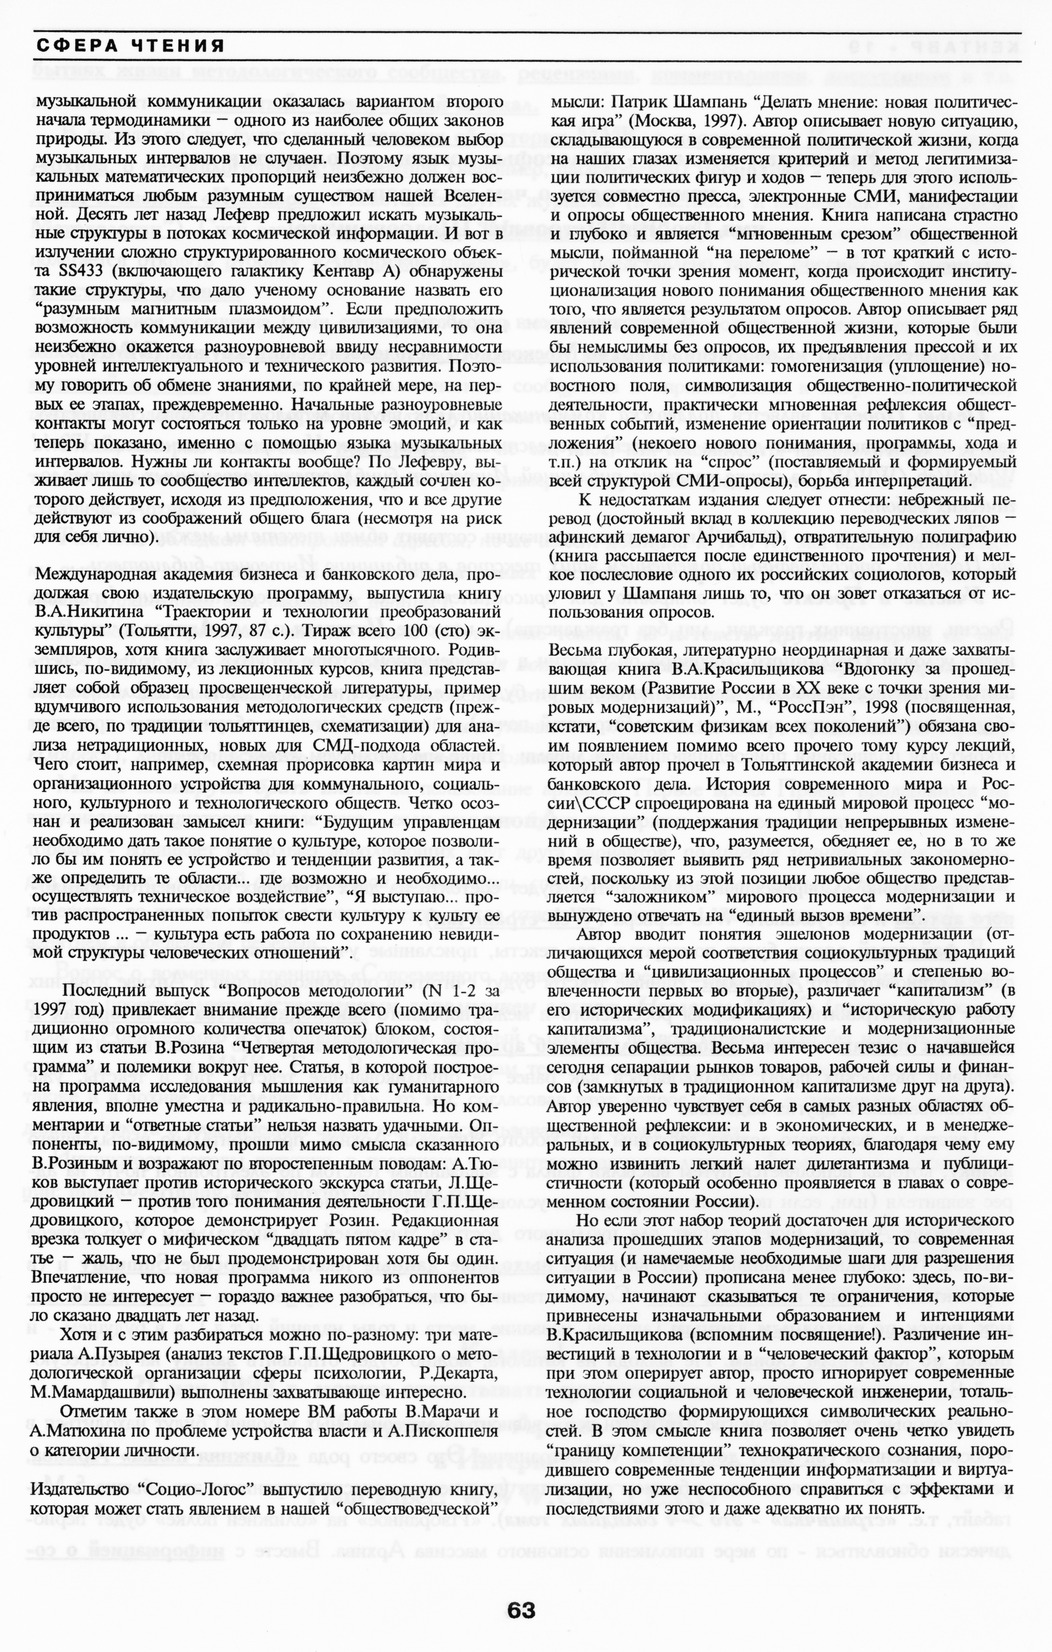 СФЕРА ЧТЕНИЯ
музыкальной коммуникации оказалась вариантом второго
начала термодинамики — одного из наиболее общих законов
природы. Из этого следует, что сделанный человеком выбор
музыкальных интервалов не случаен. Поэтому язык музы-
кальных математических пропорций неизбежно должен вос-
приниматься любым разумным существом нашей Вселен-
ной. Десять лет назад Лефевр предложил искать музыкаль-
ные структуры в потоках космической информации. И вот в
излучении сложно структурированного космического объек-
та SS433 (включающего галактику Кентавр А) обнаружены
такие структуры, что дало ученому основание назвать его
“разумным магнитным плазмоидом”. Если предположить
возможность коммуникации между цивилизациями, то она
неизбежно окажется разноуровневой ввиду несравнимости
уровней интеллектуального и технического развития. Поэто-
му говорить об обмене знаниями, по крайней мере, на пер-
вых ее этапах, преждевременно. Начальные разноуровневые
контакты могут состояться только на уровне эмоций, и как
теперь показано, именно с помощью языка музыкальных
интервалов. Нужны ли контакты вообще? По Лефевру, вы-
живает лишь то сообщество интеллектов, каждый сочлен ко-
торого действует, исходя из предположения, что и все другие
действуют из соображений общего блага (несмотря на риск
для себя лично).
Международная академия бизнеса и банковского дела, про-
должая свою издательскую программу, выпустила книгу
В.А.Никитина “Траектории и технологии преобразований
культуры” (Тольятти, 1997, 87 с.). Тираж всего 100 (сто) эк-
земпляров, хотя книга заслуживает многотысячного. Родив-
шись, по-видимому, из лекционных курсов, книга представ-
ляет собой образец просвещенческой литературы, пример
вдумчивого использования методологических средств (преж-
де всего, по традиции тольяттинцев, схематизации) для ана-
лиза нетрадиционных, новых для СМД-подхода областей.
Чего стоит, например, схемная прорисовка картин мира и
организационного устройства для коммунального, социаль-
ного, культурного и технологического обществ. Четко осоз-
нан и реализован замысел книги: “Будущим управленцам
необходимо дать такое понятие о культуре, которое позволи-
ло бы им понять ее устройство и тенденции развития, а так-
же определить те области... где возможно и необходимо...
осуществлять техническое воздействие”, “Я выступаю... про-
тив распространенных попыток свести культуру к культу ее
продуктов ... — культура есть работа по сохранению невиди-
мой структуры человеческих отношений”.
Последний выпуск “Вопросов методологии” (N 1-2 за
1997 год) привлекает внимание прежде всего (помимо тра-
диционно огромного количества опечаток) блоком, состоя-
щим из статьи В.Розина “Четвертая методологическая про-
грамма” и полемики вокруг нее. Статья, в которой построе-
на программа исследования мышления как гуманитарного
явления, вполне уместна и радикально-правильна. Но ком-
ментарии и “ответные статьи” нельзя назвать удачными. Оп-
поненты, по-видимому, прошли мимо смысла высказанного
В.Розиным и возражают по второстепенным поводам: А.Тю-
ков выступает против исторического экскурса статьи, Л.Ще-
дровицкий — против того понимания деятельности Г.П.Ще-
дровицкого, которое демонстрирует Розин. Редакционная
врезка толкует о мифическом “двадцать пятом кадре” в ста-
тье — жаль, что не был продемонстрирован хотя бы один.
Впечатление, что новая программа никого из оппонентов
просто не интересует — гораздо важнее разобраться, что бы-
ло сказано двадцать лет назад.
Хотя и с этим разбираться можно по-разному: три мате-
риала А.Пузырея (анализ текстов Г.П.Щедровицкого о мето-
дологической организации сферы психологии, Р.Декарта,
М.Мамардашвили) выполнены захватывающе интересно.
Отметим также в этом номере ВМ работы В.Марачи и
А.Матюхина по проблеме устройства власти и А.Пископпеля
о категории личности.
Издательство “Социо-Логос” выпустило переводную книгу,
которая может стать явлением в нашей “обществоведческой”
мысли: Патрик Шампань “Делать мнение: новая политичес-
кая игра” (Москва, 1997). Автор описывает новую ситуацию,
складывающуюся в современной политической жизни, когда
на наших глазах изменяется критерий и метод легитимиза-
ции политических фигур и ходов — теперь для этого исполь-
зуется совместно пресса, электронные СМИ, манифестации
и опросы общественного мнения. Книга написана страстно
и глубоко и является “мгновенным срезом” общественной
мысли, пойманной “на переломе” — в тот краткий с исто-
рической точки зрения момент, когда происходит институ-
ционализация нового понимания общественного мнения как
того, что является результатом опросов. Автор описывает ряд
явлений современной общественной жизни, которые были
бы немыслимы без опросов, их предъявления прессой и их
использования политиками: гомогенизация (уплощение) но-
востного поля, символизация общественно-политической
деятельности, практически мгновенная рефлексия общест-
венных событий, изменение ориентации политиков с “пред-
ложения” (некоего нового понимания, программы, хода и
т.п.) на отклик на “спрос” (поставляемый и формируемый
всей структурой СМИ-опросы), борьба интерпретаций.
К недостаткам издания следует отнести: небрежный пе-
ревод (достойный вклад в коллекцию переводческих ляпов —
афинский демагог Арчибальд), отвратительную полиграфию
(книга рассыпается после единственного прочтения) и мел-
кое послесловие одного их российских социологов, который
уловил у Шампаня лишь то, что он зовет отказаться от ис-
пользования опросов.
Весьма глубокая, литературно неординарная и даже захваты-
вающая книга В.А.Красильщикова “Вдогонку за прошед-
шим веком (Развитие России в XX веке с точки зрения ми-
ровых модернизаций)”, М., “РоссПэн”, 1998 (посвященная,
кстати, “советским физикам всех поколений”) обязана сво-
им появлением помимо всего прочего тому курсу лекций,
который автор прочел в Тольяттинской академии бизнеса и
банковского дела. История современного мира и Рос-
сии\СССР спроецирована на единый мировой процесс “мо-
дернизации” (поддержания традиции непрерывных измене-
ний в обществе), что, разумеется, обедняет ее, но в то же
время позволяет выявить ряд нетривиальных закономерно-
стей, поскольку из этой позиции любое общество представ-
ляется “заложником” мирового процесса модернизации и
вынуждено отвечать на “единый вызов времени”.
Автор вводит понятия эшелонов модернизации (от-
личающихся мерой соответствия социокультурных традиций
общества и “цивилизационных процессов” и степенью во-
влеченности первых во вторые), различает “капитализм” (в
его исторических модификациях) и “историческую работу
капитализма”, традиционалистские и модернизационные
элементы общества. Весьма интересен тезис о начавшейся
сегодня сепарации рынков товаров, рабочей силы и финан-
сов (замкнутых в традиционном капитализме друг на друга).
Автор уверенно чувствует себя в самых разных областях об-
щественной рефлексии: и в экономических, и в менедже-
ральных, и в социокультурных теориях, благодаря чему ему
можно извинить легкий налет дилетантизма и публици-
стичности (который особенно проявляется в главах о совре-
менном состоянии России).
Но если этот набор теорий достаточен для исторического
анализа прошедших этапов модернизаций, то современная
ситуация (и намечаемые необходимые шаги для разрешения
ситуации в России) прописана менее глубоко: здесь, по-ви-
димому, начинают сказываться те ограничения, которые
привнесены изначальными образованием и интенциями
В.Красильщикова (вспомним посвящение!). Различение ин-
вестиций в технологии и в “человеческий фактор”, которым
при этом оперирует автор, просто игнорирует современные
технологии социальной и человеческой инженерии, тоталь-
ное господство формирующихся символических реально-
стей. В этом смысле книга позволяет очень четко увидеть
“границу компетенции” технократического сознания, поро-
дившего современные тенденции информатизации и виртуа-
лизации, но уже неспособного справиться с эффектами и
последствиями этого и даже адекватно их понять.
63